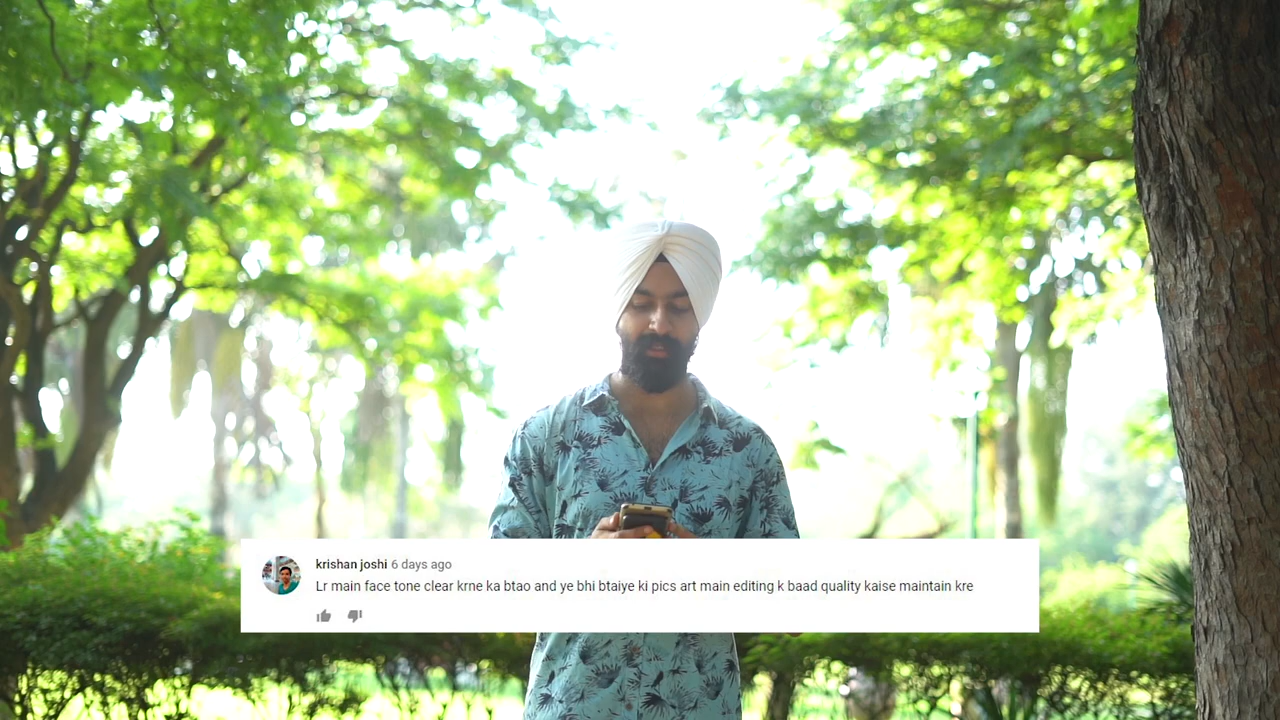 krishan joshi 6 days ago
Lr main face tone clear krne ka btao and ye bhi btaiye ki pics art main editing k baad quality kaise maintain kre